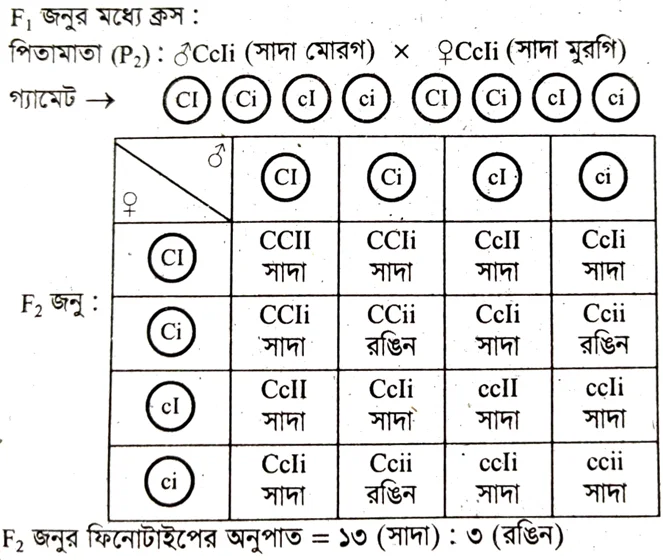 F₁ জনুর মধ্যে ক্রস :
পিতামাতা (P₂) : ♂CcIi (সাদা মোরগ) × ♀CcIi (সাদা মুরগি)
গ্যামেট → CI Ci cI ci CI Ci cI ci
♂ CI Ci cI ci
♀
CI CCII CCIi CcII CcIi
সাদা সাদা সাদা সাদা
F₂ জনু :
Ci CCIi CCii CcIi Ccii
সাদা রঙিন সাদা রঙিন
cI CcII CcIi ccII ccIi
সাদা সাদা সাদা সাদা
ci CcIi Ccii ccIi ccii
সাদা রঙিন সাদা সাদা
F₂ জনুর ফিনোটাইপের অনুপাত = ১৩ (সাদা) : ৩ (রঙিন)